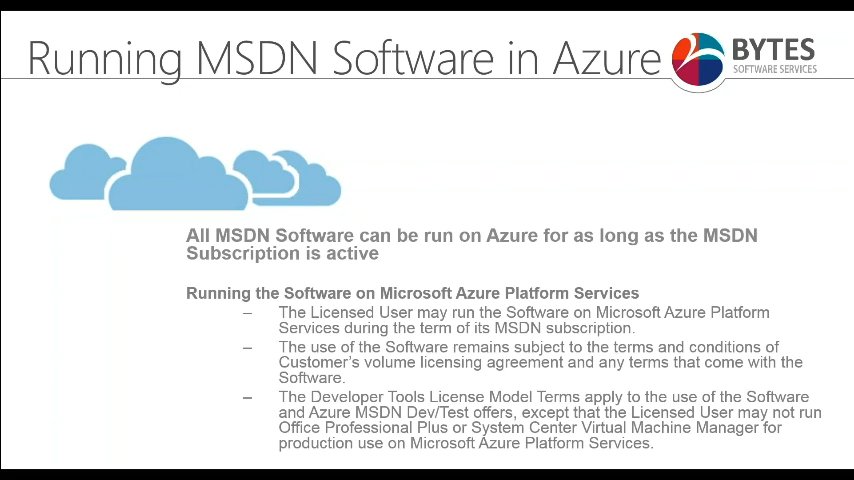 Running MSDN Software in Azure
BYTES
SOFTWARE SERVICES
All MSDN Software can be run on Azure for as long as the MSDN
Subscription is active
Running the Software on Microsoft Azure Platform Services
– The Licensed User may run the Software on Microsoft Azure Platform
Services during the term of its MSDN subscription.
– The use of the Software remains subject to the terms and conditions of
Customer's volume licensing agreement and any terms that come with the
Software.
– The Developer Tools License Model Terms apply to the use of the Software
and Azure MSDN Dev/Test offers, except that the Licensed User may not run
Office Professional Plus or System Center Virtual Machine Manager for
production use on Microsoft Azure Platform Services.